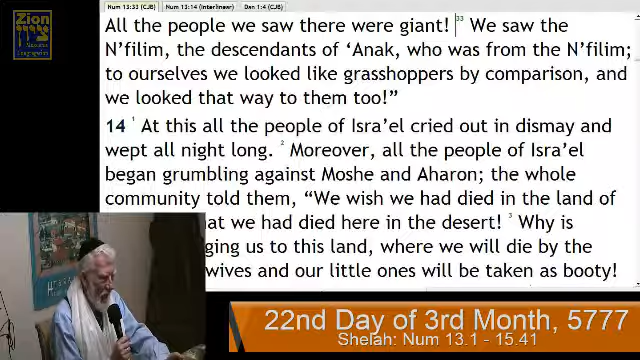 Zion
ציון
Messianic
Congregation
Num 13:33 (CJB)
Num 13:14 (Interlinear)
Dan 1:4 (CJB)
All the people we saw there were giant! 33 We saw the
N’filim, the descendants of ‘Anak, who was from the N’filim;
to ourselves we looked like grasshoppers by comparison, and
we looked that way to them too!”
14 1 At this all the people of Isra’el cried out in dismay and
wept all night long. 2 Moreover, all the people of Isra’el
began grumbling against Moshe and Aharon; the whole
community told them, “We wish we had died in the land of
at we had died here in the desert! 3 Why is
ging us to this land, where we will die by the
wives and our little ones will be taken as booty!
22nd Day of 3rd Month, 5777
Shelah: Num 13.1 - 15.41